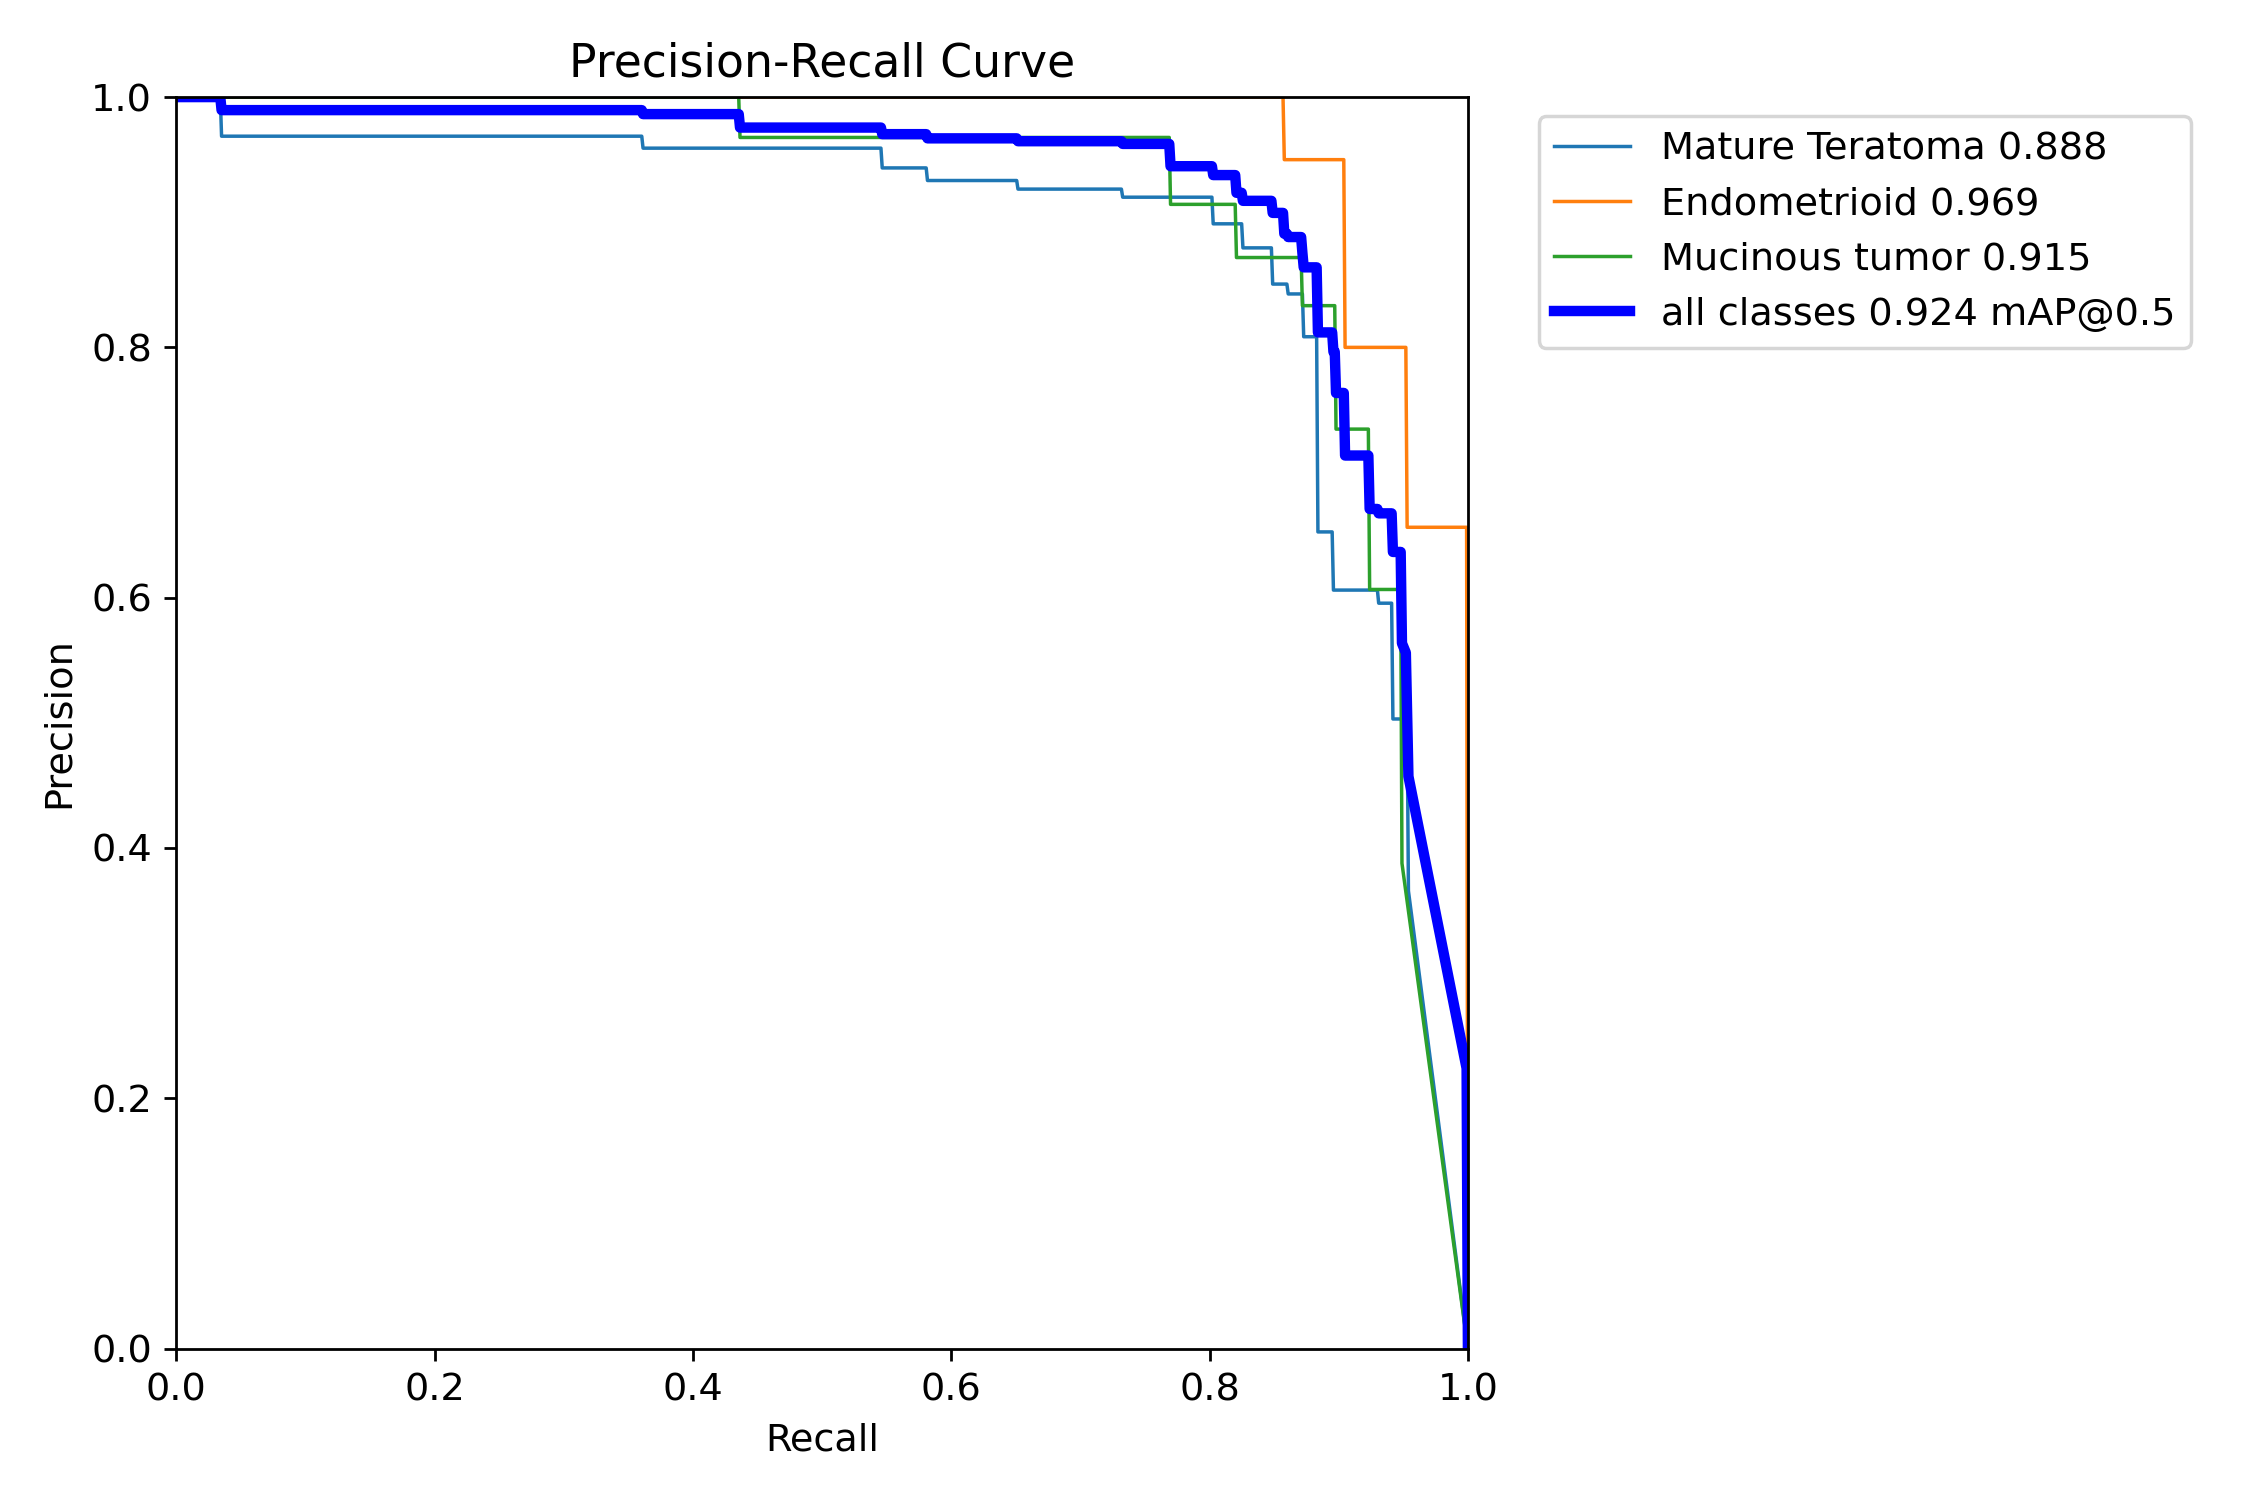 Precision-Recall Curve
Mature Teratoma 0.888
Endometrioid 0.969
Mucinous tumor 0.915
all classes 0.924 mAP@0.5
1.0
0.8
0.6
0.4
0.2
0.0
Precision
0.0 0.2 0.4 0.6 0.8 1.0
Recall